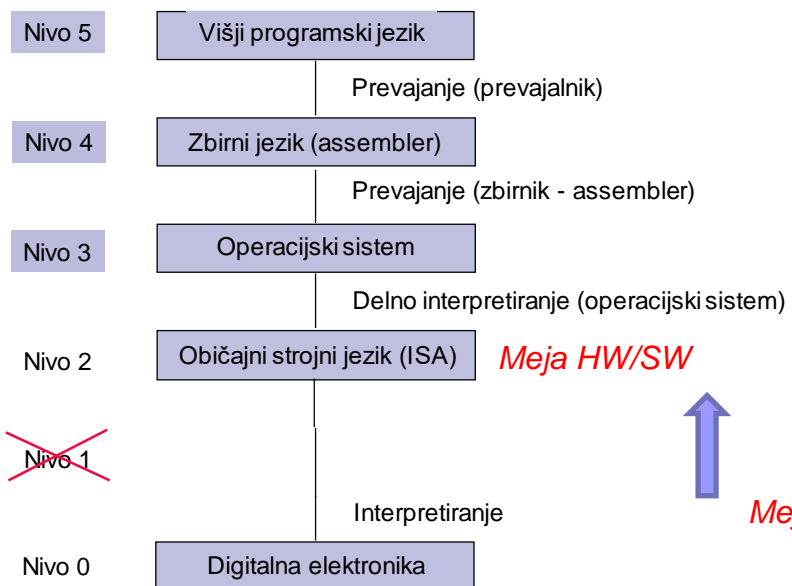 Nivo 5 Višji programski jezik
Prevajanje (prevajalnik)
Nivo 4 Zbirni jezik (assembler)
Prevajanje (zbirnik - assembler)
Nivo 3 Operacijski sistem
Delno interpretiranje (operacijski sistem)
Nivo 2 Običajni strojni jezik (ISA) Meja HW/SW
Nivo 1
Interpretiranje
Nivo 0 Digitalna elektronika